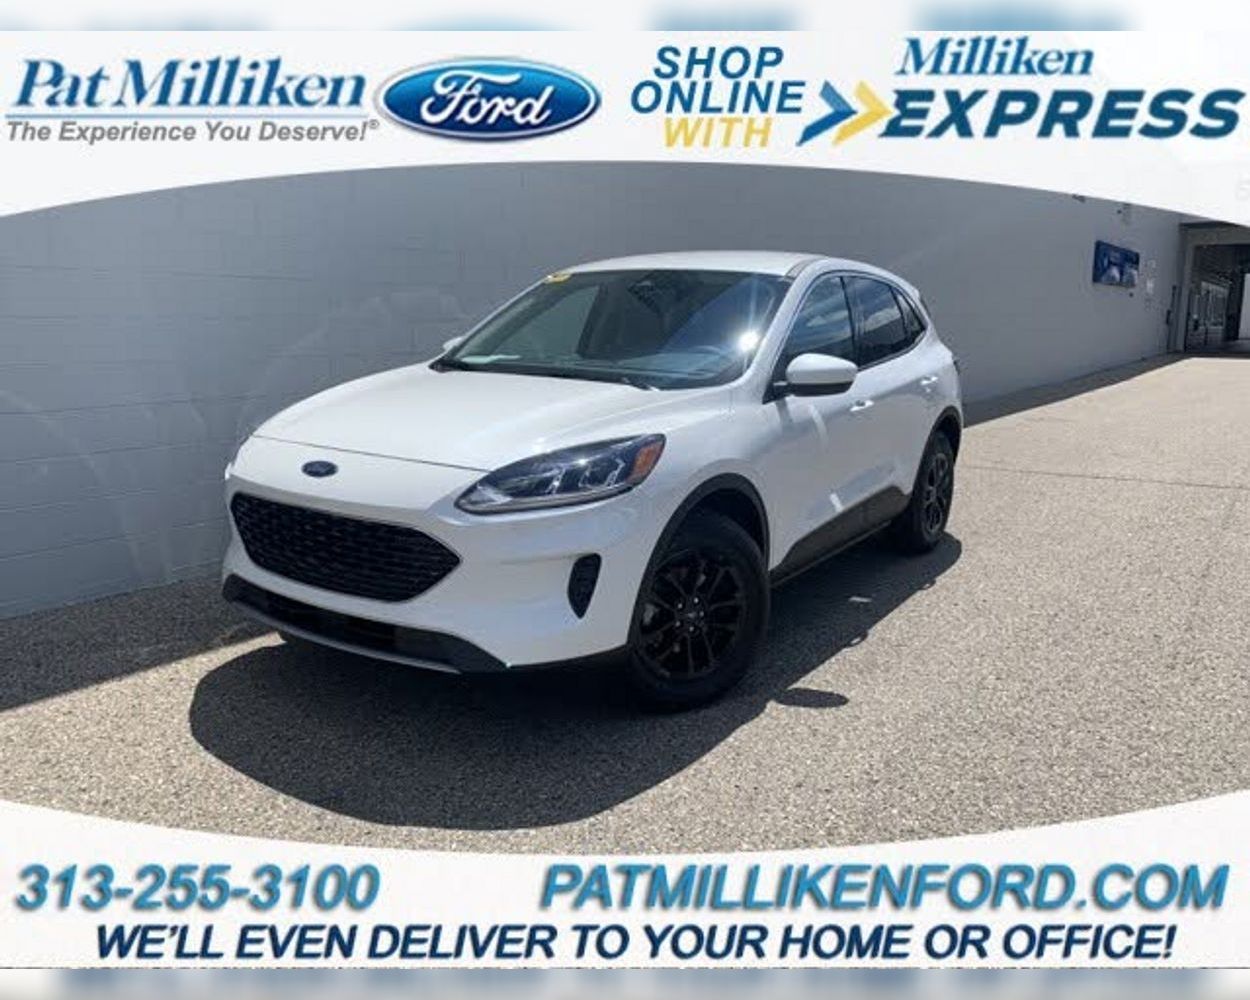 Pat Milliken
The Experience You Deserve!®
Ford
SHOP
ONLINE
WITH
Milliken
EXPRESS
313-255-3100
PATMILLIKENFORD.COM
WE'LL EVEN DELIVER TO YOUR HOME OR OFFICE!